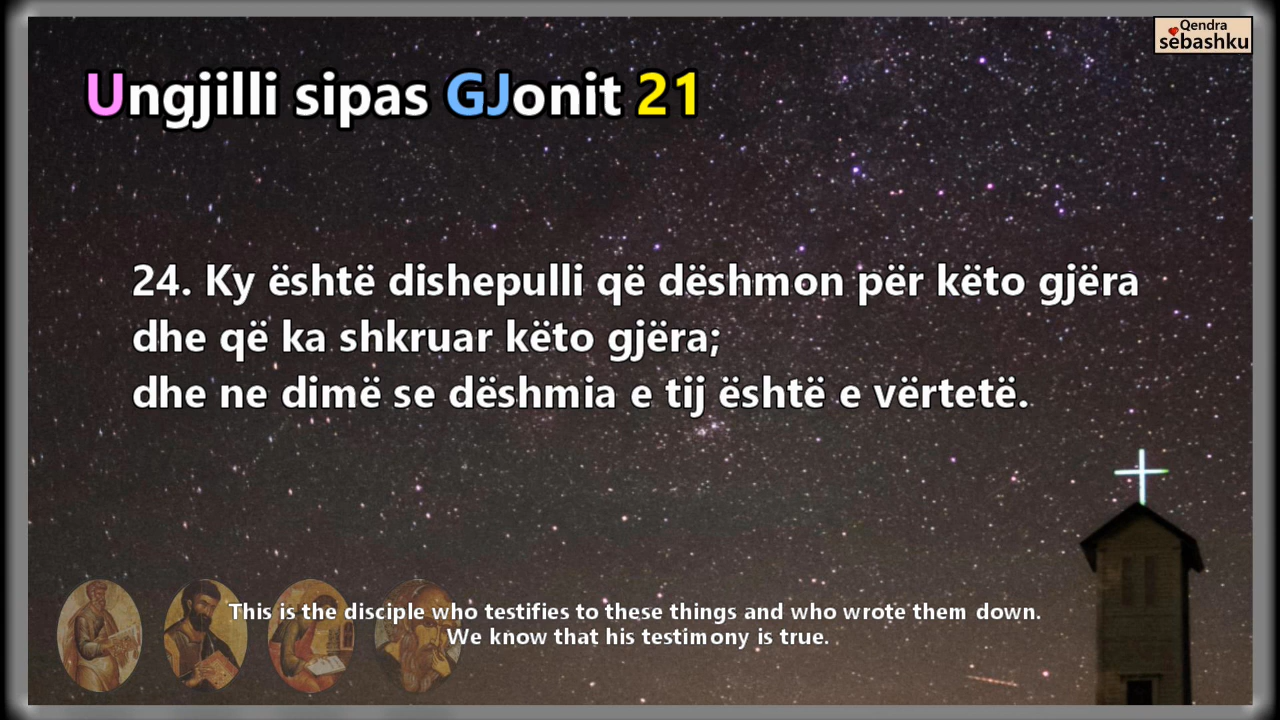 Qendra
sëbashku
Ungjilli sipas GJonit 21
24. Ky është dishepulli që dëshmon për këto gjëra
dhe që ka shkruar këto gjëra;
dhe ne dimë se dëshmia e tij është e vërtetë.
This is the disciple who testifies to these things and who wrote them down.
We know that his testimony is true.